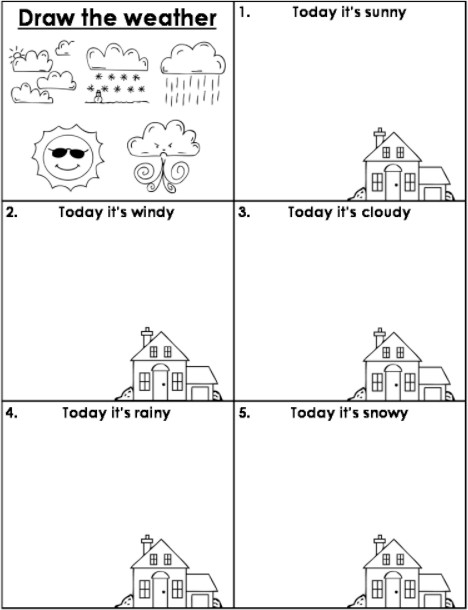 Draw the weather
1. Today it's sunny
2. Today it's windy
3. Today it's cloudy
4. Today it's rainy
5. Today it's snowy